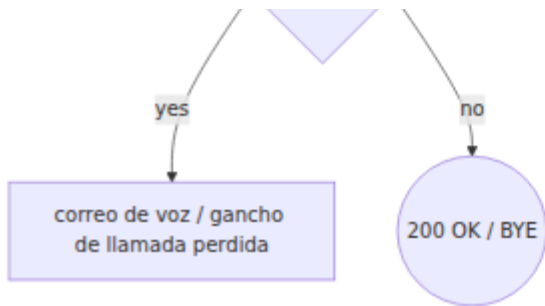 yes
no
correo de voz / gancho
de llamada perdida
200 OK / BYE